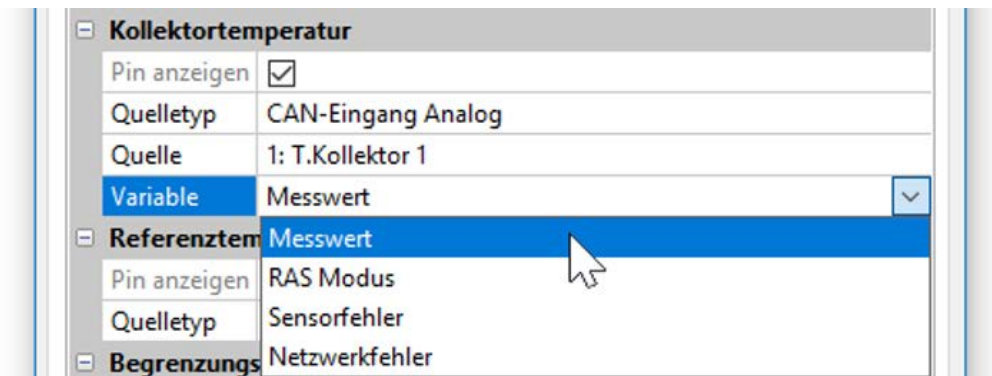 Kollektortemperatur
Pin anzeigen
Quelletyp CAN-Eingang Analog
Quelle 1: T.Kollektor 1
Variable Messwert
Referenztem Messwert
Pin anzeigen RAS Modus
Quelletyp Sensorfehler
Begrenzungs Netzwerkfehler